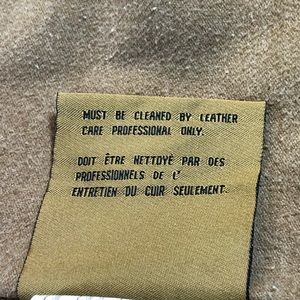 MUST BE CLEANED BY LEATHER
CARE PROFESSIONAL ONLY.
DOIT ÊTRE NETTOYÉ PAR DES
PROFESSIONNELS DE L'
ENTRETIEN DU CUIR SEULEMENT.